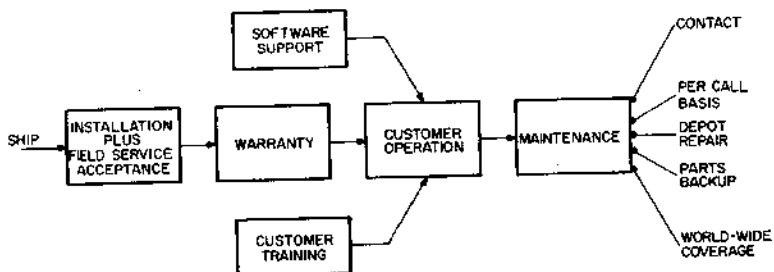 SHIP
INSTALLATION
PLUS
FIELD SERVICE
ACCEPTANCE
WARRANTY
SOFTWARE
SUPPORT
CUSTOMER
OPERATION
CUSTOMER
TRAINING
MAINTENANCE
CONTACT
PER CALL
BASIS
DEPOT
REPAIR
PARTS
BACKUP
WORLD-WIDE
COVERAGE